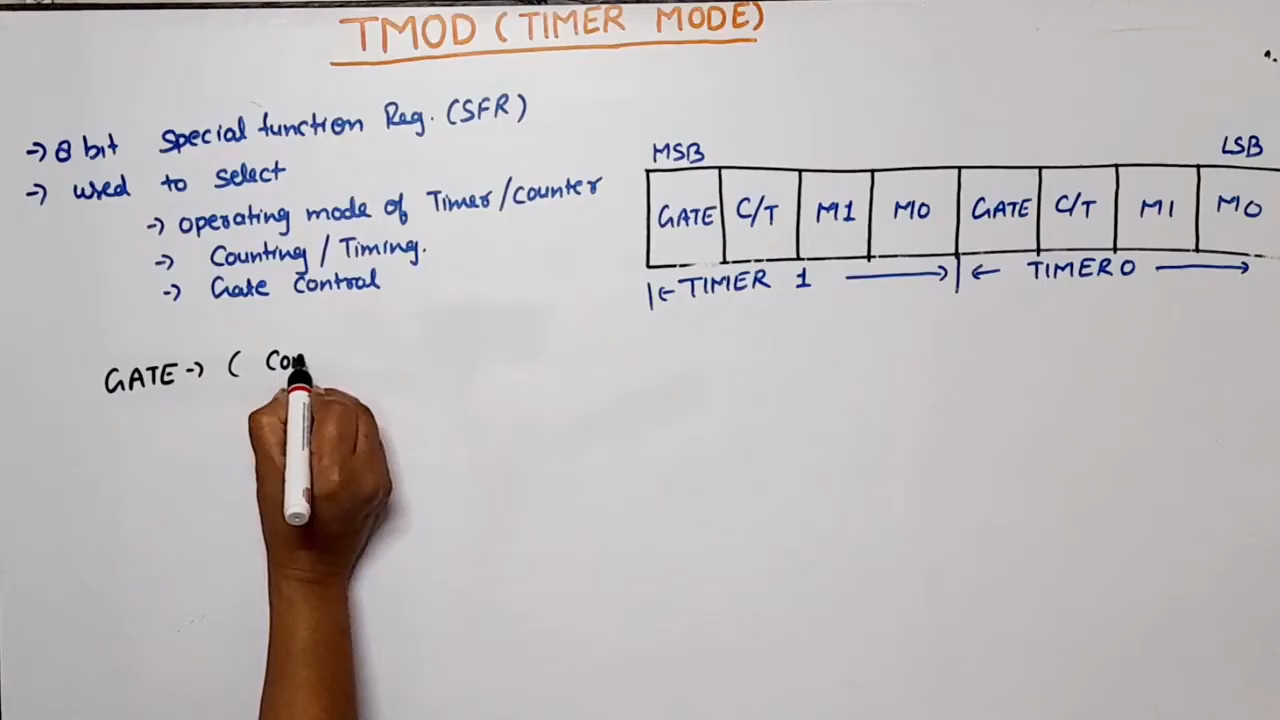 TMOD (TIMER MODE)
→ 8 bit Special function Reg. (SFR)
→ used to select
→ operating mode of Timer/counter
→ Counting / Timing.
→ Gate control
GATE → ( Con
MSB LSB
GATE C/T M1 M0 GATE C/T M1 M0
|← TIMER 1 → | ← TIMER 0 →